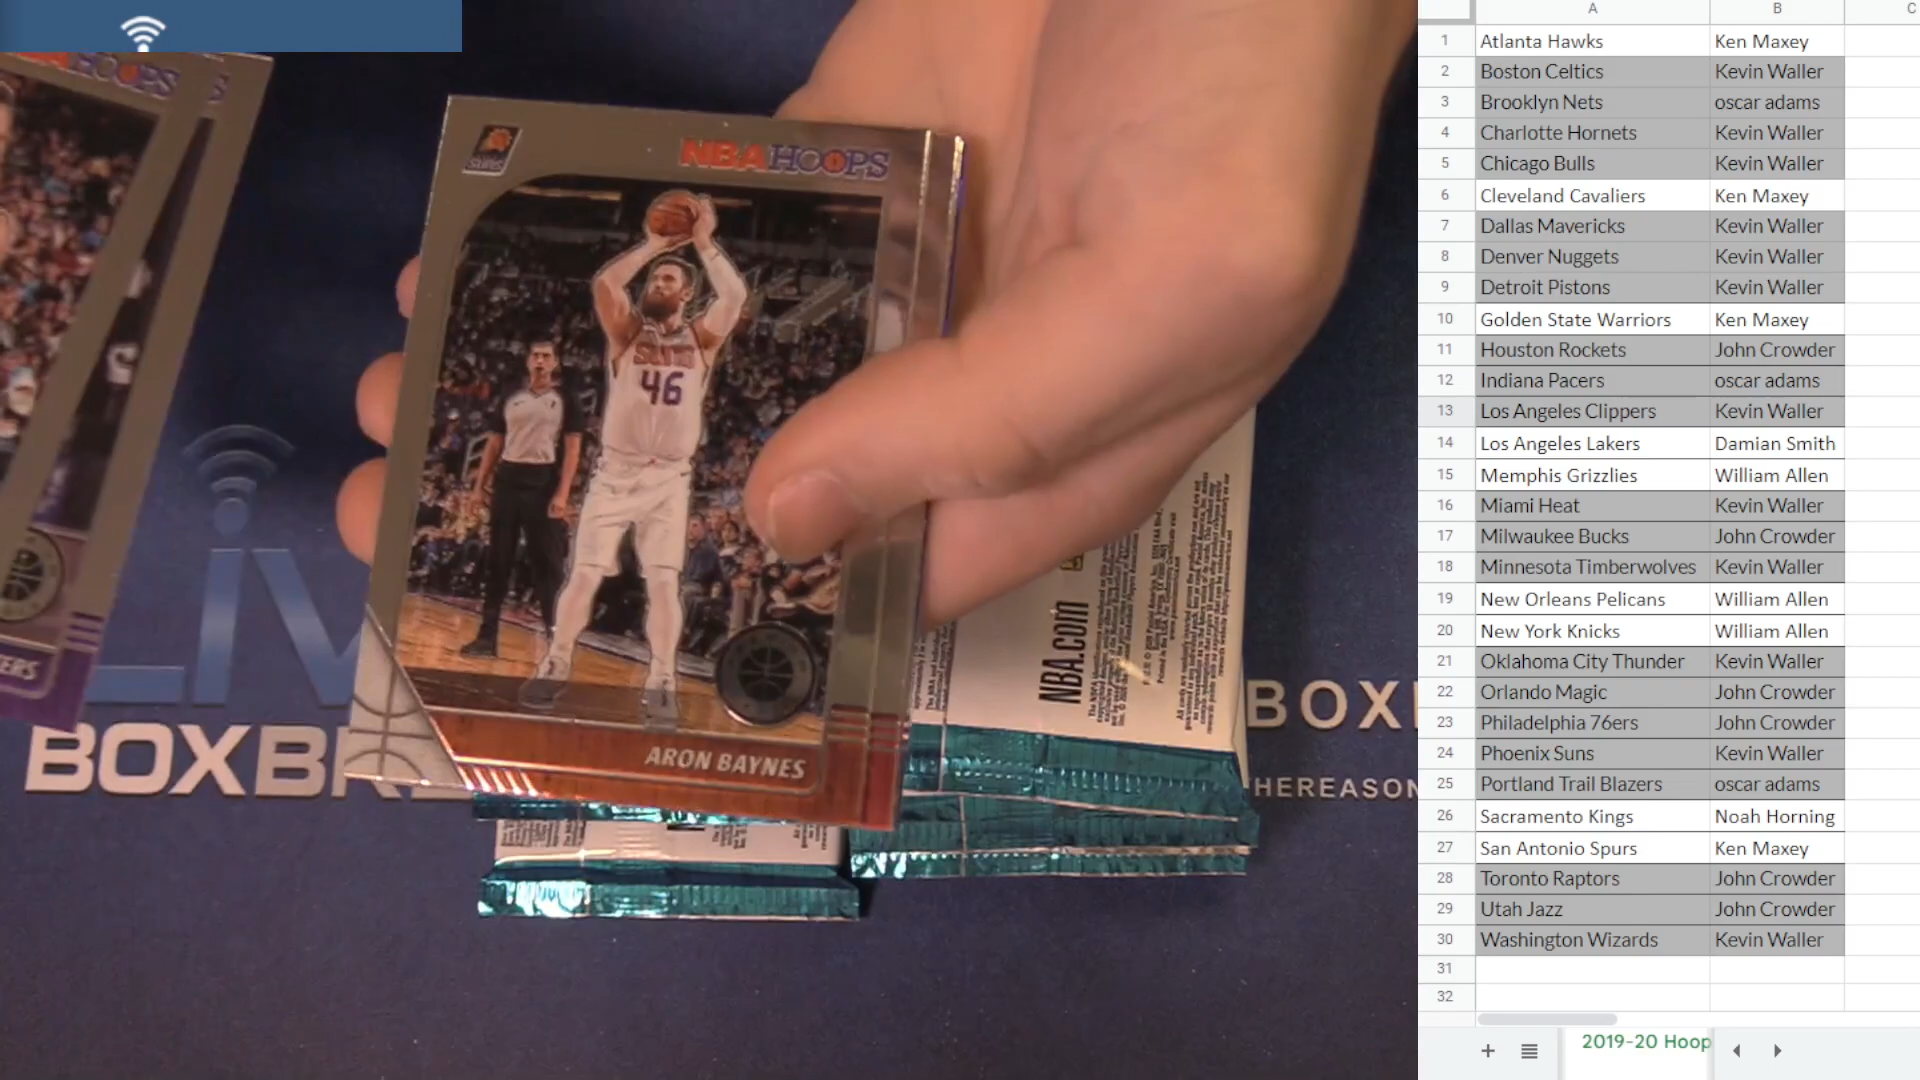 NBA HOOPS
SUNS
SUNS
46
ARON BAYNES
NBA.com
BOXB
BOX
THEREASON
A B C
1 Atlanta Hawks Ken Maxey
2 Boston Celtics Kevin Waller
3 Brooklyn Nets oscar adams
4 Charlotte Hornets Kevin Waller
5 Chicago Bulls Kevin Waller
6 Cleveland Cavaliers Ken Maxey
7 Dallas Mavericks Kevin Waller
8 Denver Nuggets Kevin Waller
9 Detroit Pistons Kevin Waller
10 Golden State Warriors Ken Maxey
11 Houston Rockets John Crowder
12 Indiana Pacers oscar adams
13 Los Angeles Clippers Kevin Waller
14 Los Angeles Lakers Damian Smith
15 Memphis Grizzlies William Allen
16 Miami Heat Kevin Waller
17 Milwaukee Bucks John Crowder
18 Minnesota Timberwolves Kevin Waller
19 New Orleans Pelicans William Allen
20 New York Knicks William Allen
21 Oklahoma City Thunder Kevin Waller
22 Orlando Magic John Crowder
23 Philadelphia 76ers John Crowder
24 Phoenix Suns Kevin Waller
25 Portland Trail Blazers oscar adams
26 Sacramento Kings Noah Horning
27 San Antonio Spurs Ken Maxey
28 Toronto Raptors John Crowder
29 Utah Jazz John Crowder
30 Washington Wizards Kevin Waller
31
32
2019-20 Hoop